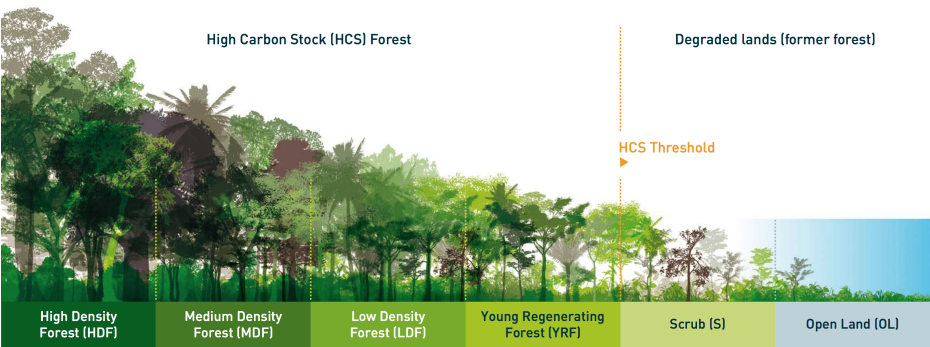 High Carbon Stock (HCS) Forest
Degraded lands (former forest)
HCS Threshold
High Density
Forest (HDF)
Medium Density
Forest (MDF)
Low Density
Forest (LDF)
Young Regenerating
Forest (YRF)
Scrub (S)
Open Land (OL)